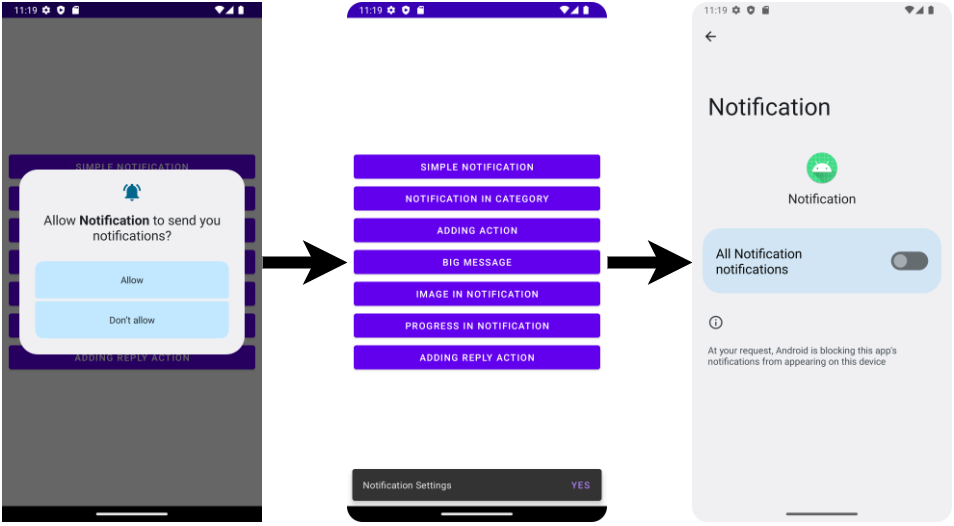 11:19
SIMPLE NOTIFICATION
Allow Notification to send you
notifications?
Allow
Don't allow
ADDING REPLY ACTION
11:19
SIMPLE NOTIFICATION
NOTIFICATION IN CATEGORY
ADDING ACTION
BIG MESSAGE
IMAGE IN NOTIFICATION
PROGRESS IN NOTIFICATION
ADDING REPLY ACTION
Notification Settings YES
11:19
Notification
Notification
All Notification
notifications
At your request, Android is blocking this app's
notifications from appearing on this device